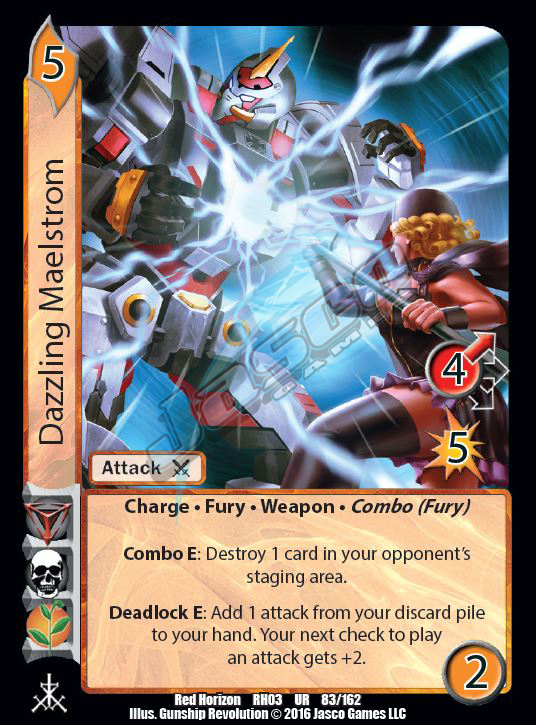 5
Dazzling Maelstrom
JASCO
GAMES
4
5
Attack
Charge • Fury • Weapon • Combo (Fury)
Combo E: Destroy 1 card in your opponent's
staging area.
Deadlock E: Add 1 attack from your discard pile
to your hand. Your next check to play
an attack gets +2.
2
Red Horizon RH03 UR 83/162
Illus. Gunship Revolution © 2016 Jasco Games LLC